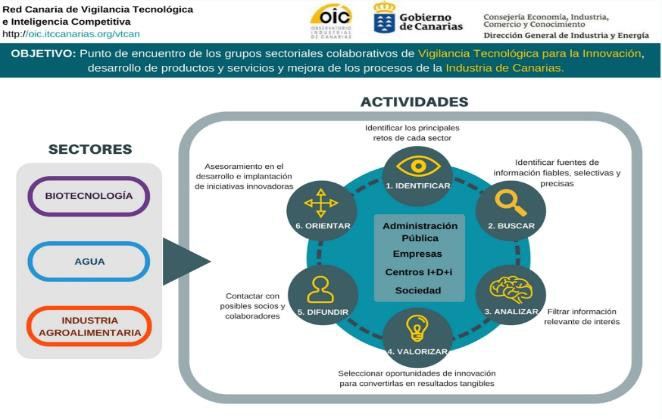 Red Canaria de Vigilancia Tecnológica
e Inteligencia Competitiva
http://oic.itccanarias.org/vtcan
oic
OBSERVATORIO
INDUSTRIAL
DE CANARIAS
Gobierno
de Canarias
Consejería Economía, Industria,
Comercio y Conocimiento
Dirección General de Industria y Energía
OBJETIVO: Punto de encuentro de los grupos sectoriales colaborativos de Vigilancia Tecnológica para la Innovación,
desarrollo de productos y servicios y mejora de los procesos de la Industria de Canarias.
SECTORES
BIOTECNOLOGÍA
AGUA
INDUSTRIA
AGROALIMENTARIA
ACTIVIDADES
Identificar los principales
retos de cada sector
1. IDENTIFICAR
Identificar fuentes de
información fiables, selectivas y
precisas
2. BUSCAR
Filtrar información
relevante de interés
3. ANALIZAR
4. VALORIZAR
Seleccionar oportunidades de innovación
para convertirlas en resultados tangibles
Contactar con
posibles socios y
colaboradores
5. DIFUNDIR
Asesoramiento en el
desarrollo e implantación
de iniciativas innovadoras
6. ORIENTAR
Administración
Pública
Empresas
Centros I+D+i
Sociedad